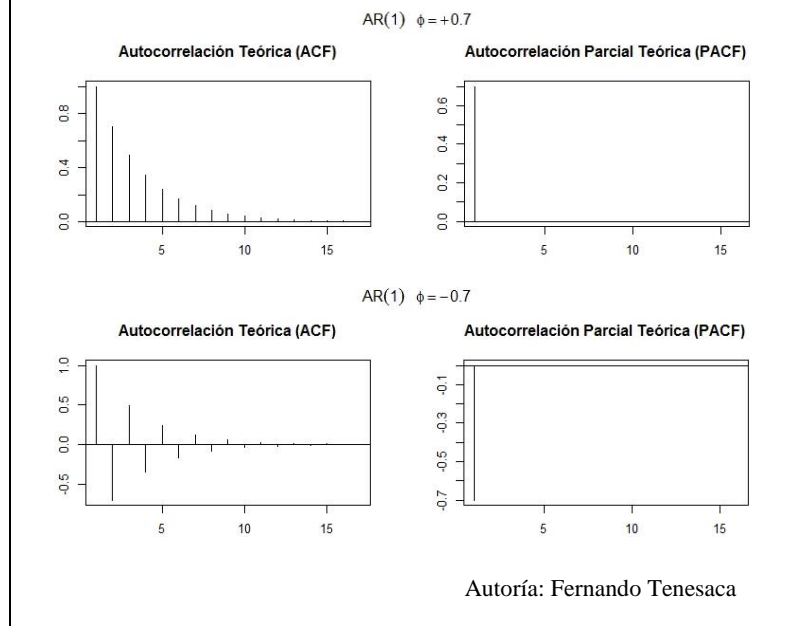 AR(1) ϕ = +0.7
Autocorrelación Teórica (ACF)
0.0 0.4 0.8
5 10 15
Autocorrelación Parcial Teórica (PACF)
0.0 0.2 0.4 0.6
5 10 15
AR(1) ϕ = −0.7
Autocorrelación Teórica (ACF)
-0.5 0.0 0.5 1.0
5 10 15
Autocorrelación Parcial Teórica (PACF)
-0.7 -0.5 -0.3 -0.1
5 10 15
Autoría: Fernando Tenesaca